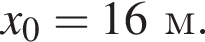 x₀ = 16 м.